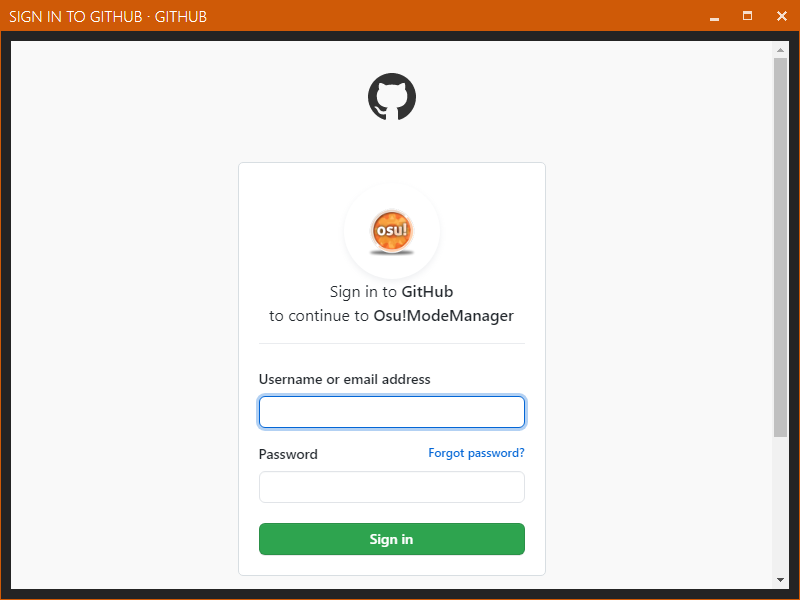 SIGN IN TO GITHUB · GITHUB
osu!
Sign in to GitHub
to continue to Osu!ModeManager
Username or email address
Password
Forgot password?
Sign in